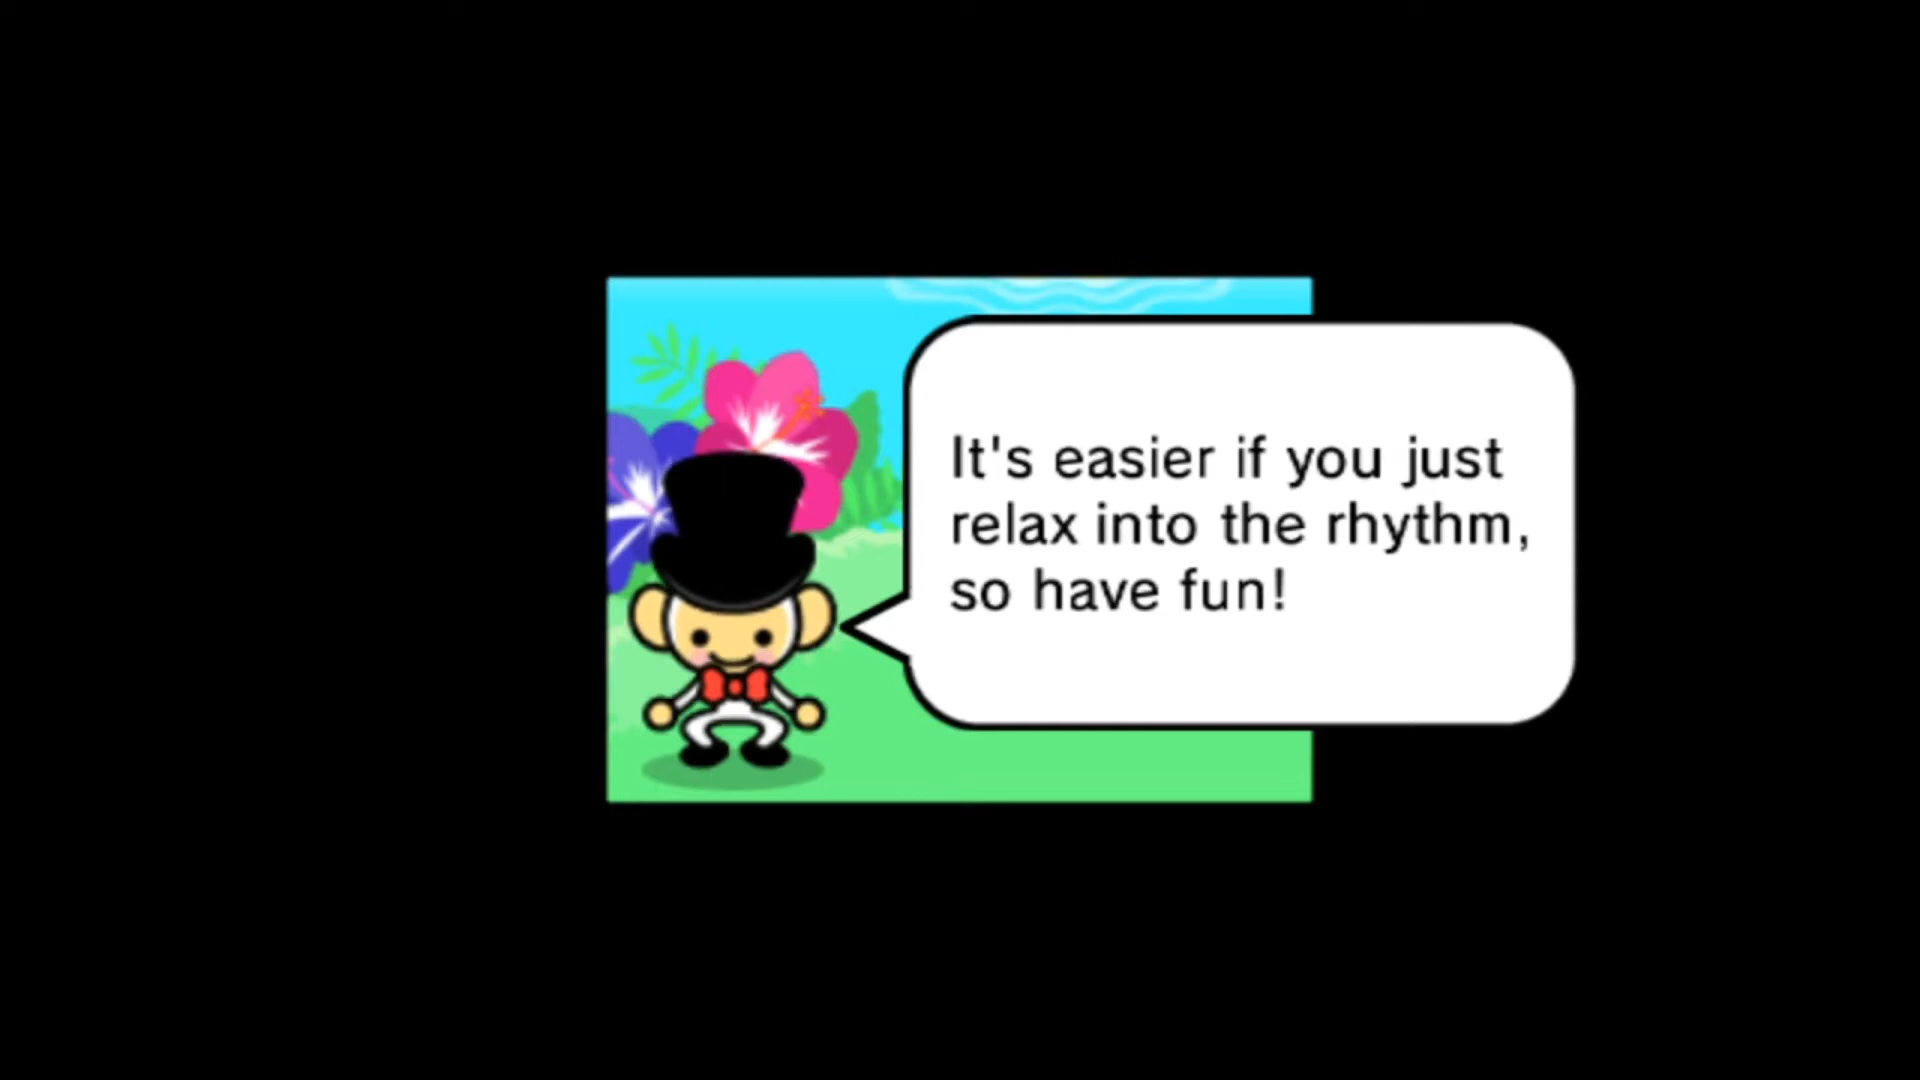 It's easier if you just
relax into the rhythm,
so have fun!